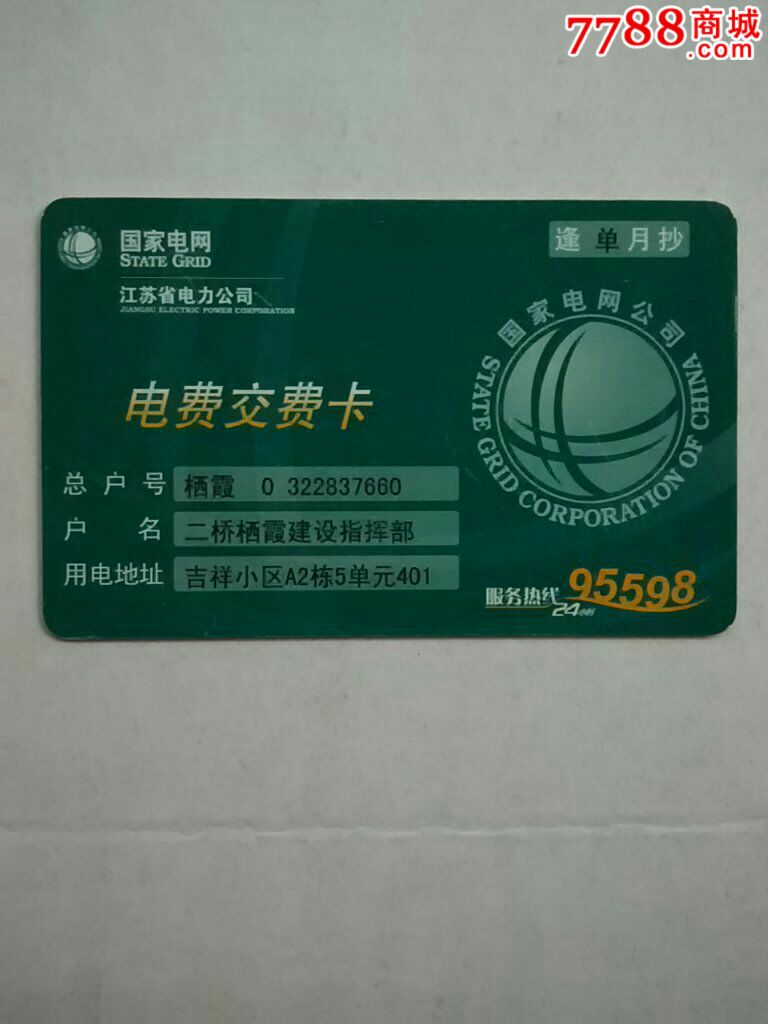 7788商城
.com
国家电网
STATE GRID
逢 单 月 抄
江苏省电力公司
JIANGSU ELECTRIC POWER CORPORATION
国家电网公司
STATE GRID CORPORATION OF CHINA
电费交费卡
总户号 栖霞 0 322837660
户名 二桥栖霞建设指挥部
用电地址 吉祥小区A2栋5单元401
服务热线 95598
24小时